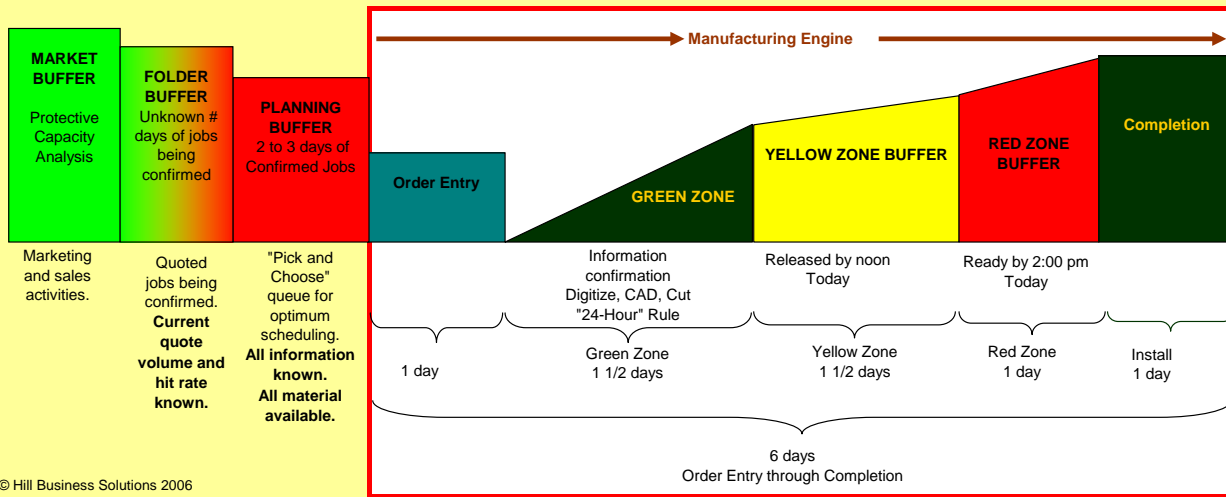 Manufacturing Engine
MARKET
BUFFER
Protective
Capacity
Analysis
FOLDER
BUFFER
Unknown #
days of jobs
being
confirmed
PLANNING
BUFFER
2 to 3 days of
Confirmed Jobs
Order Entry
GREEN ZONE
YELLOW ZONE BUFFER
RED ZONE
BUFFER
Completion
Marketing
and sales
activities.
Quoted
jobs being
confirmed.
Current
quote
volume and
hit rate
known.
"Pick and
Choose"
queue for
optimum
scheduling.
All information
known.
All material
available.
Information
confirmation
Digitize, CAD, Cut
"24-Hour" Rule
Released by noon
Today
Ready by 2:00 pm
Today
1 day
Green Zone
1 1/2 days
Yellow Zone
1 1/2 days
Red Zone
1 day
Install
1 day
6 days
Order Entry through Completion
© Hill Business Solutions 2006